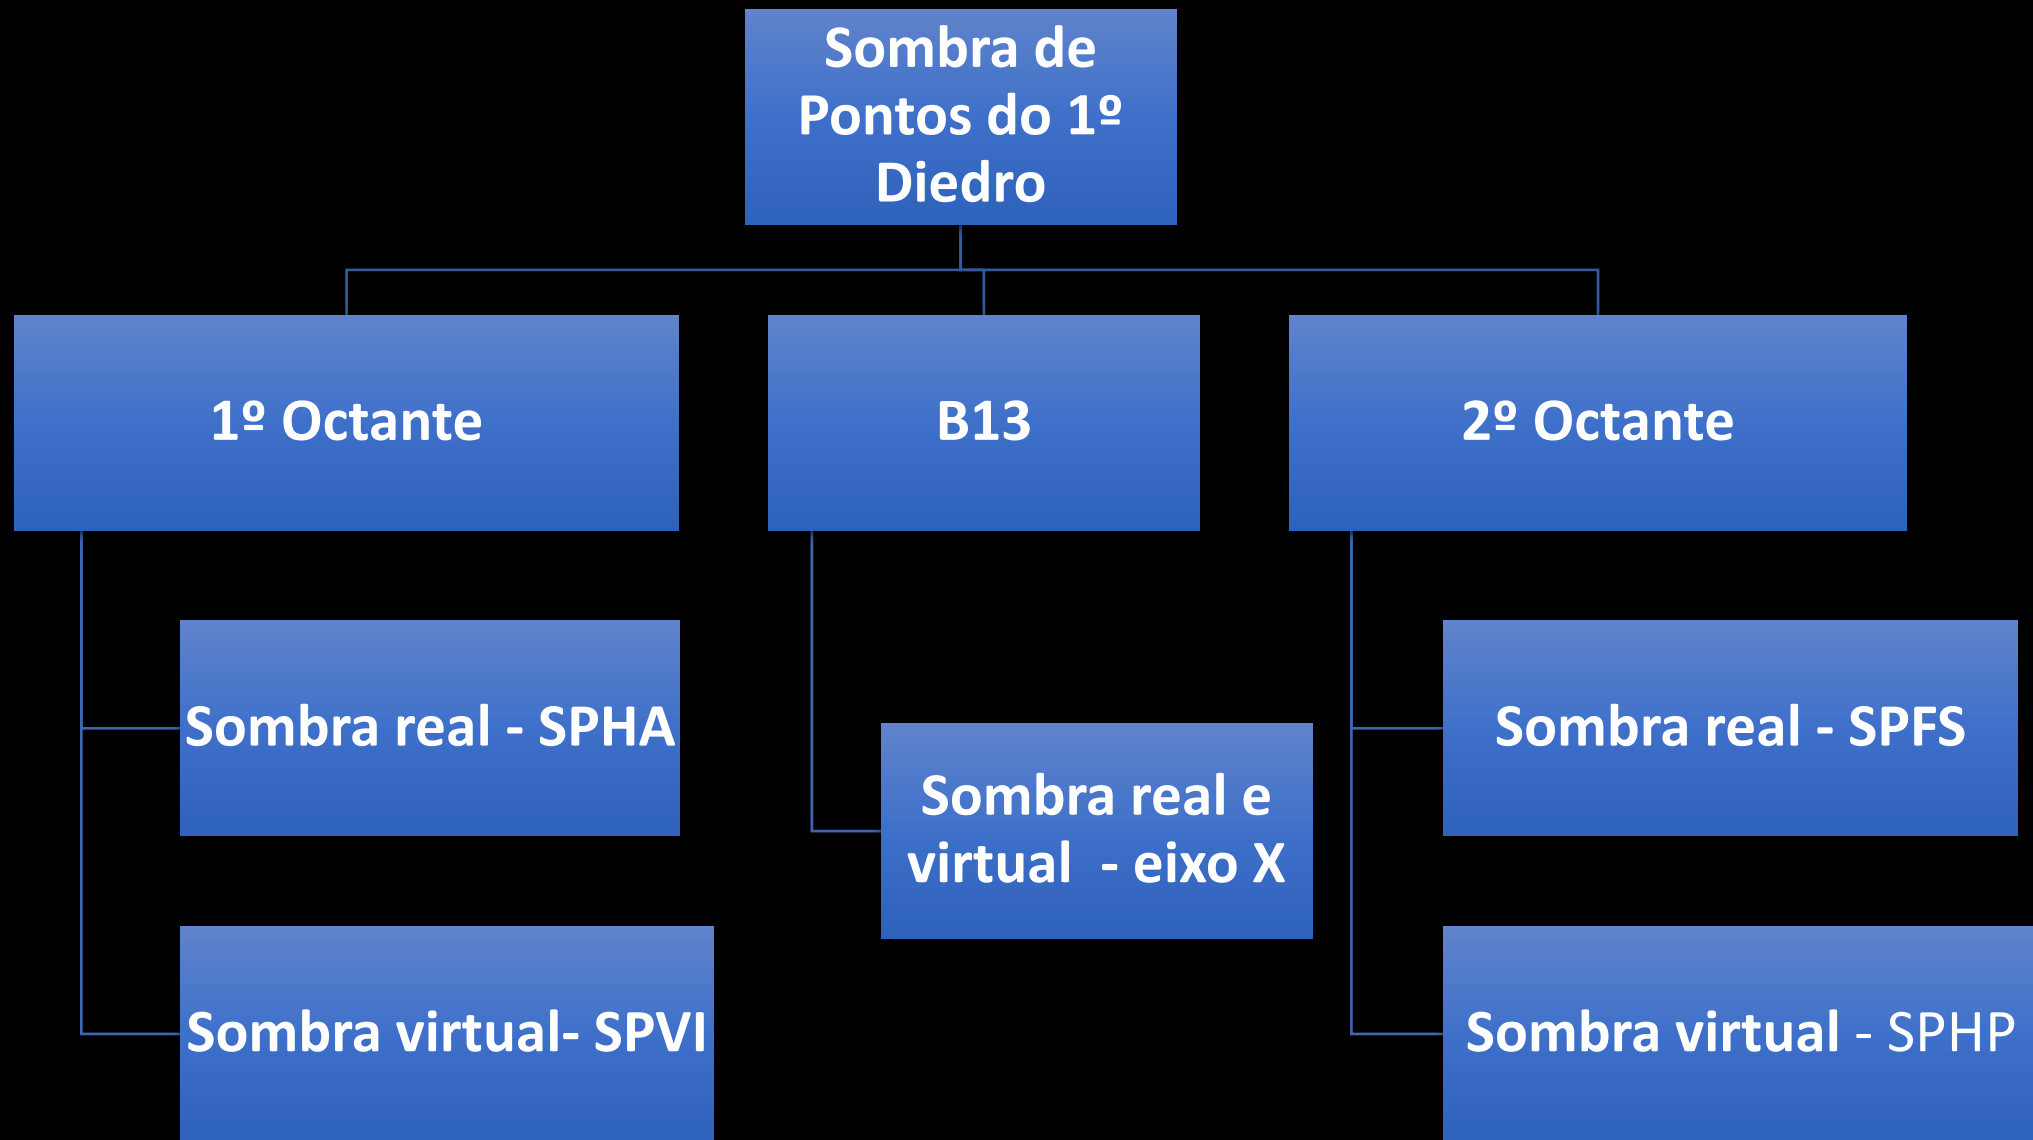 Sombra de
Pontos do 1º
Diedro
1º Octante
B13
2º Octante
Sombra real - SPHA
Sombra virtual- SPVI
Sombra real e
virtual  - eixo X
Sombra real - SPFS
Sombra virtual - SPHP